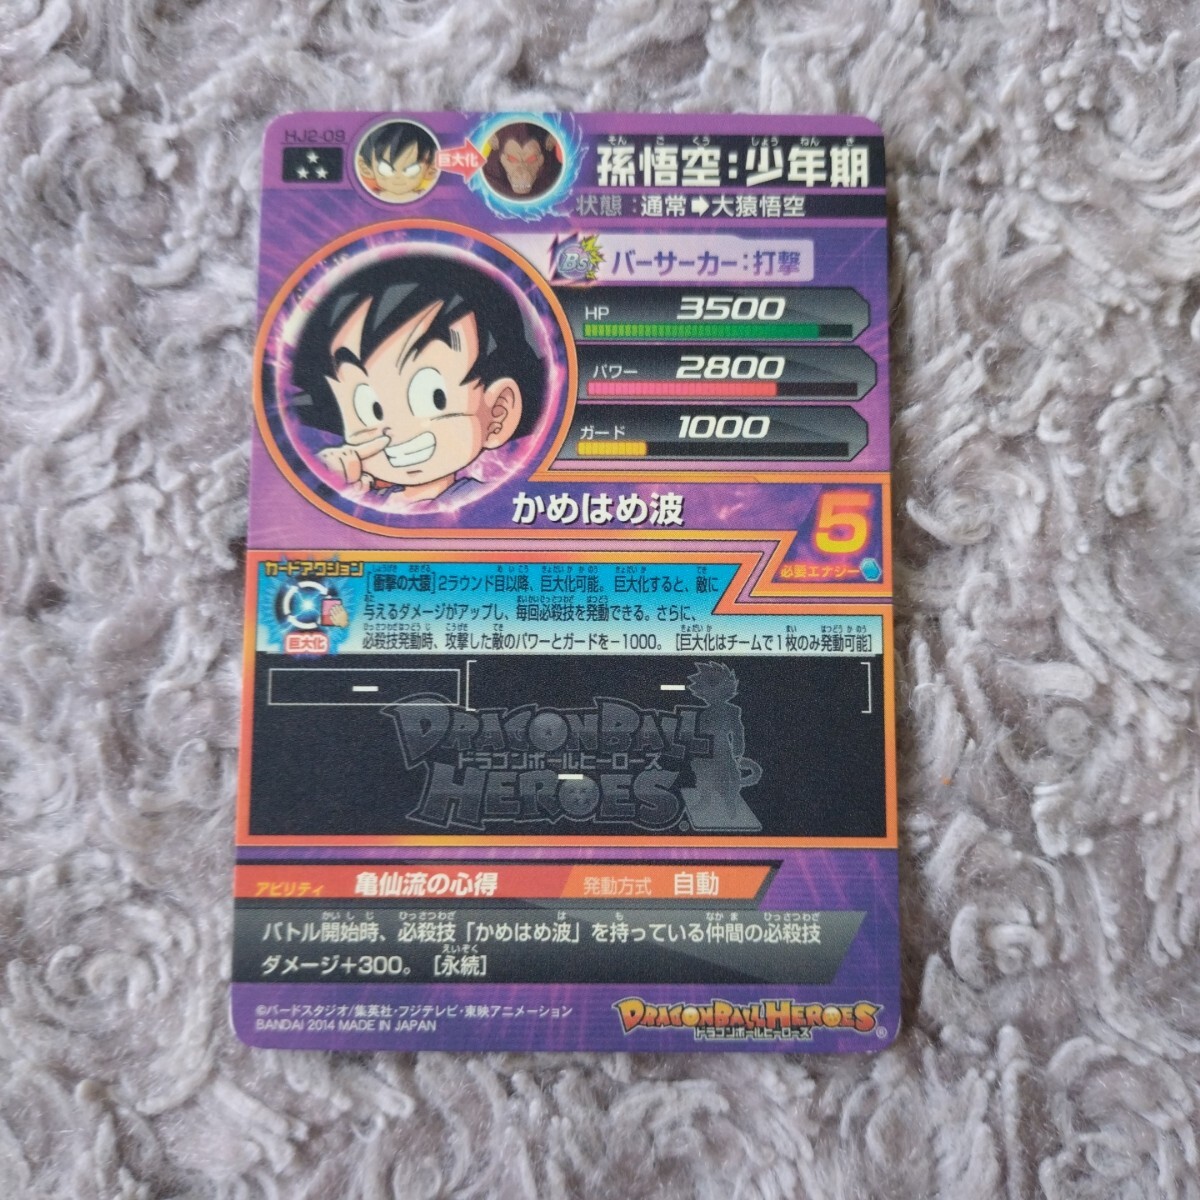 HJ2-09
巨大化
孫悟空:少年期
状態:通常➡大猿悟空
Bs バーサーカー:打撃
HP 3500
パワー 2800
ガード 1000
かめはめ波
5
必要エナジー
カードアクション
巨大化
[衝撃の大猿]2ラウンド目以降、巨大化可能。巨大化すると、敵に
与えるダメージがアップし、毎回必殺技を発動できる。さらに、
必殺技発動時、攻撃した敵のパワーとガードを-1000。[巨大化はチームで1枚のみ発動可能]
DRAGONBALL
ドラゴンボールヒーローズ
HEROES
アビリティ 亀仙流の心得 発動方式 自動
バトル開始時、必殺技「かめはめ波」を持っている仲間の必殺技
ダメージ+300。[永続]
©バードスタジオ/集英社・フジテレビ・東映アニメーション
BANDAI 2014 MADE IN JAPAN
DRAGONBALL HEROES
ドラゴンボールヒーローズ